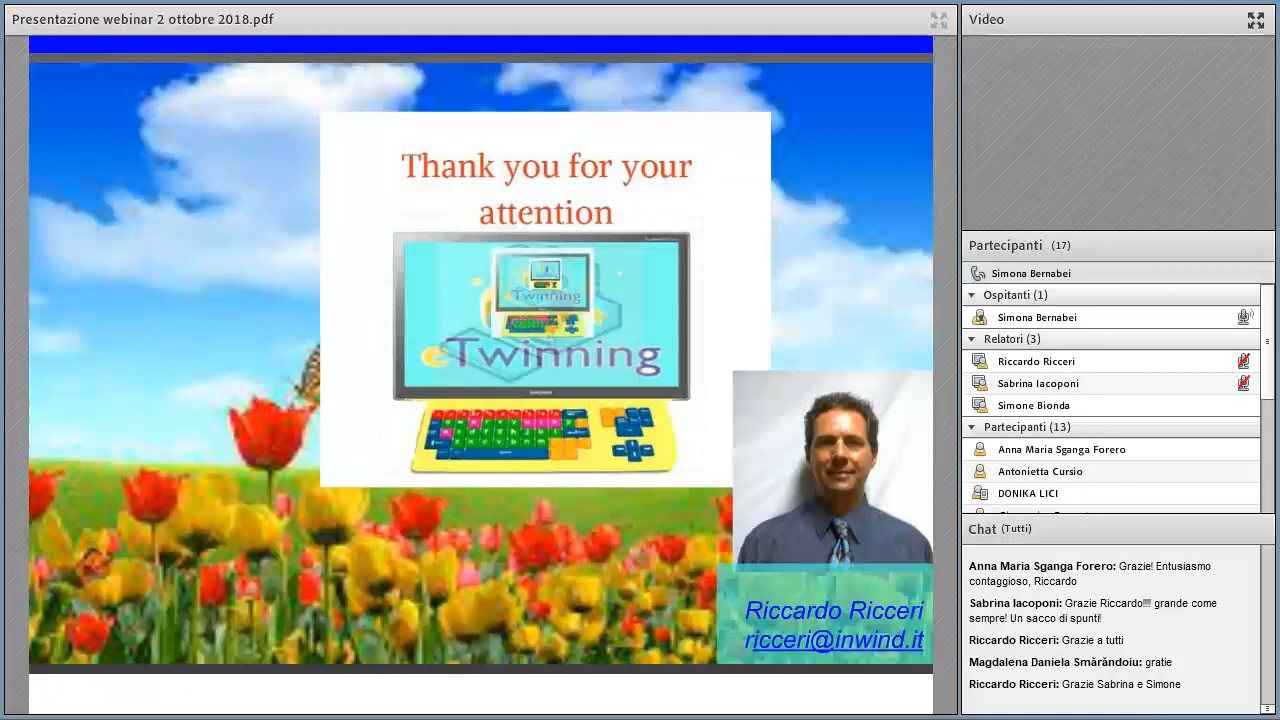 Presentazione webinar 2 ottobre 2018.pdf
Thank you for your
attention
Twinning
eTwinning
Riccardo Ricceri
ricceri@inwind.it
Video
Partecipanti (17)
Simona Bernabei
Ospitanti (1)
Simona Bernabei
Relatori (3)
Riccardo Ricceri
Sabrina Iacoponi
Simone Bionda
Partecipanti (13)
Anna Maria Sganga Forero
Antonietta Cursio
DONIKA LICI
Chat (Tutti)
Anna Maria Sganga Forero: Grazie! Entusiasmo
contaggioso, Riccardo
Sabrina Iacoponi: Grazie Riccardo!!!! grande come
sempre! Un sacco di spunti!
Riccardo Ricceri: Grazie a tutti
Magdalena Daniela Smărăndoiu: gratie
Riccardo Ricceri: Grazie Sabrina e Simone